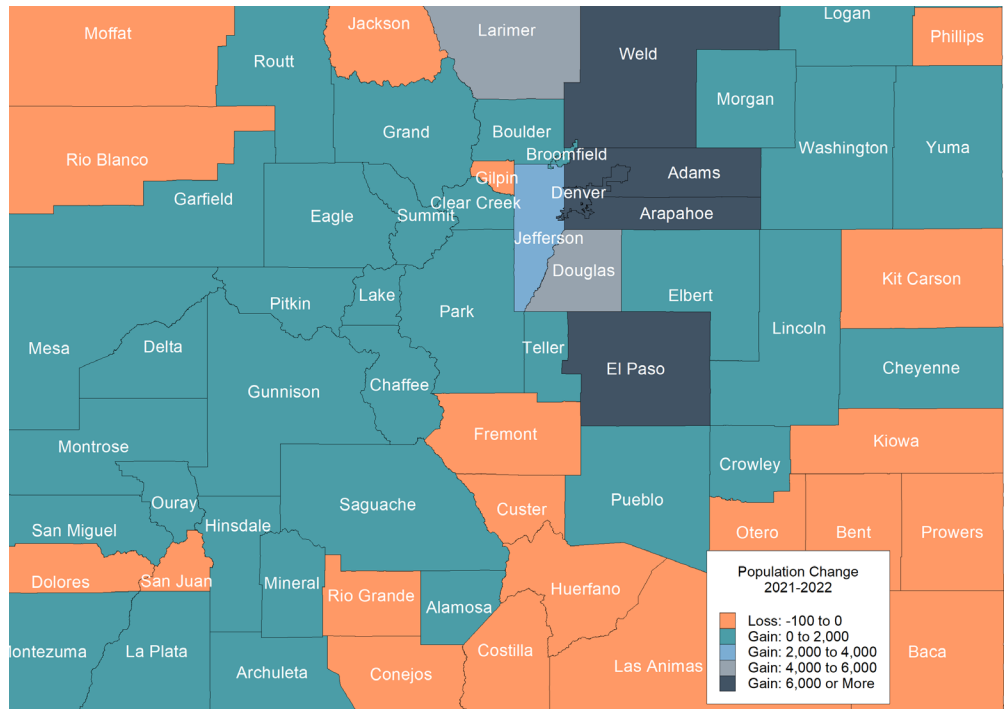 Logan
Jackson
Moffat
Larimer
Phillips
Weld
Routt
Morgan
Grand
Boulder
Washington
Yuma
Broomfield
Rio Blanco
Adams
Gilpin
Denver
Garfield
Clear Creek
Eagle
Summit
Arapahoe
Jefferson
Douglas
Kit Carson
Lake
Elbert
Pitkin
Park
Lincoln
Mesa
Delta
Teller
El Paso
Cheyenne
Chaffee
Gunnison
Fremont
Kiowa
Montrose
Crowley
Pueblo
Ouray
Saguache
Custer
Hinsdale
San Miguel
Otero
Bent
Prowers
Population Change
2021-2022
Dolores
San Juan
Mineral
Huerfano
Rio Grande
Alamosa
Loss: -100 to 0
Gain: 0 to 2,000
Gain: 2,000 to 4,000
Gain: 4,000 to 6,000
Gain: 6,000 or More
ontezuma
La Plata
Costilla
Las Animas
Baca
Archuleta
Conejos